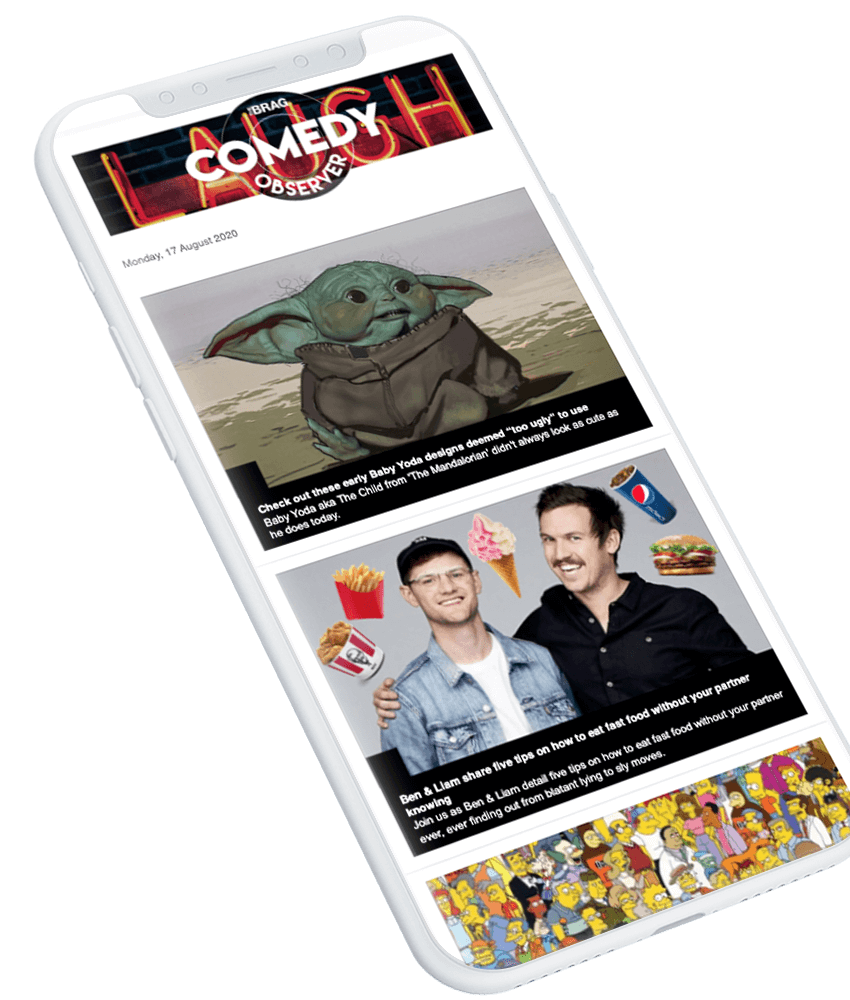 LAUGH
THE BRAG
COMEDY
OBSERVER
Monday, 17 August 2020
Check out these early Baby Yoda designs deemed “too ugly” to use
Baby Yoda aka The Child from 'The Mandalorian' didn't always look as cute as
he does today.
pepsi
KFC
Ben & Liam share five tips on how to eat fast food without your partner
knowing
Join us as Ben & Liam detail five tips on how to eat fast food without your partner
ever, ever finding out from blatant lying to sly moves.